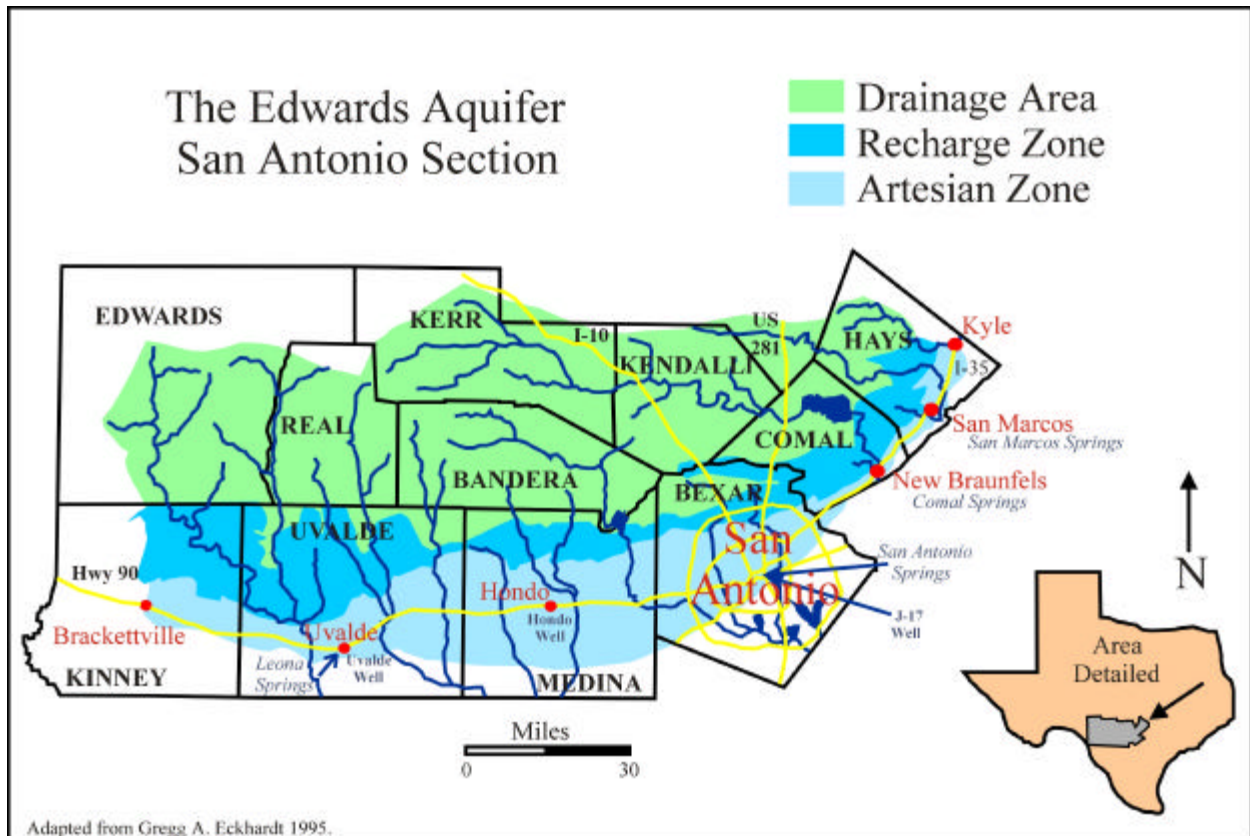 The Edwards Aquifer
San Antonio Section
Drainage Area
Recharge Zone
Artesian Zone
EDWARDS
KERR
I-10
US
281
KENDALLI
HAYS
Kyle
I-35
REAL
BANDERA
COMAL
San Marcos
San Marcos Springs
BEXAR
New Braunfels
Comal Springs
UVALDE
San
Antonio
San Antonio
Springs
J-17
Well
Hwy 90
Hondo
Hondo
Well
Brackettville
Uvalde
Uvalde
Well
Leona
Springs
KINNEY
MEDINA
N
Area
Detailed
Miles
0
30
Adapted from Gregg A. Eckhardt 1995.